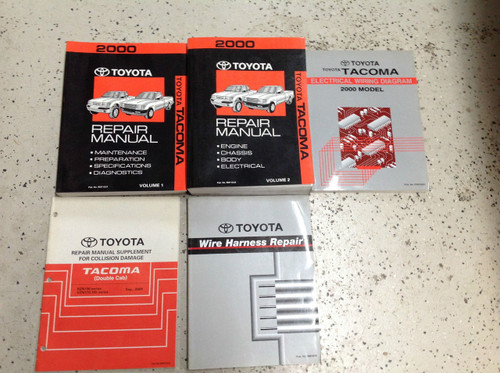 2000
TOYOTA
REPAIR
MANUAL
• MAINTENANCE
• PREPARATION
• SPECIFICATIONS
• DIAGNOSTICS
VOLUME 1
TOYOTA TACOMA
2000
TOYOTA
REPAIR
MANUAL
• ENGINE
• CHASSIS
• BODY
• ELECTRICAL
VOLUME 2
TOYOTA TACOMA
TOYOTA
TOYOTA TACOMA
ELECTRICAL WIRING DIAGRAM
2000 MODEL
TOYOTA
REPAIR MANUAL SUPPLEMENT
FOR COLLISION DAMAGE
TACOMA
(Double Cab)
TOYOTA
Wire Harness Repair